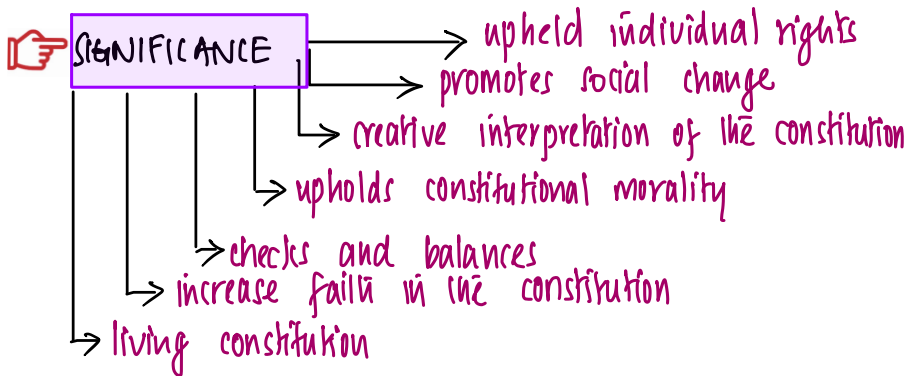 upheld individual rights
SIGNIFICANCE
promotes social change
creative interpretation of the constitution
upholds constitutional morality
checks and balances
increase faith in the constitution
living constitution